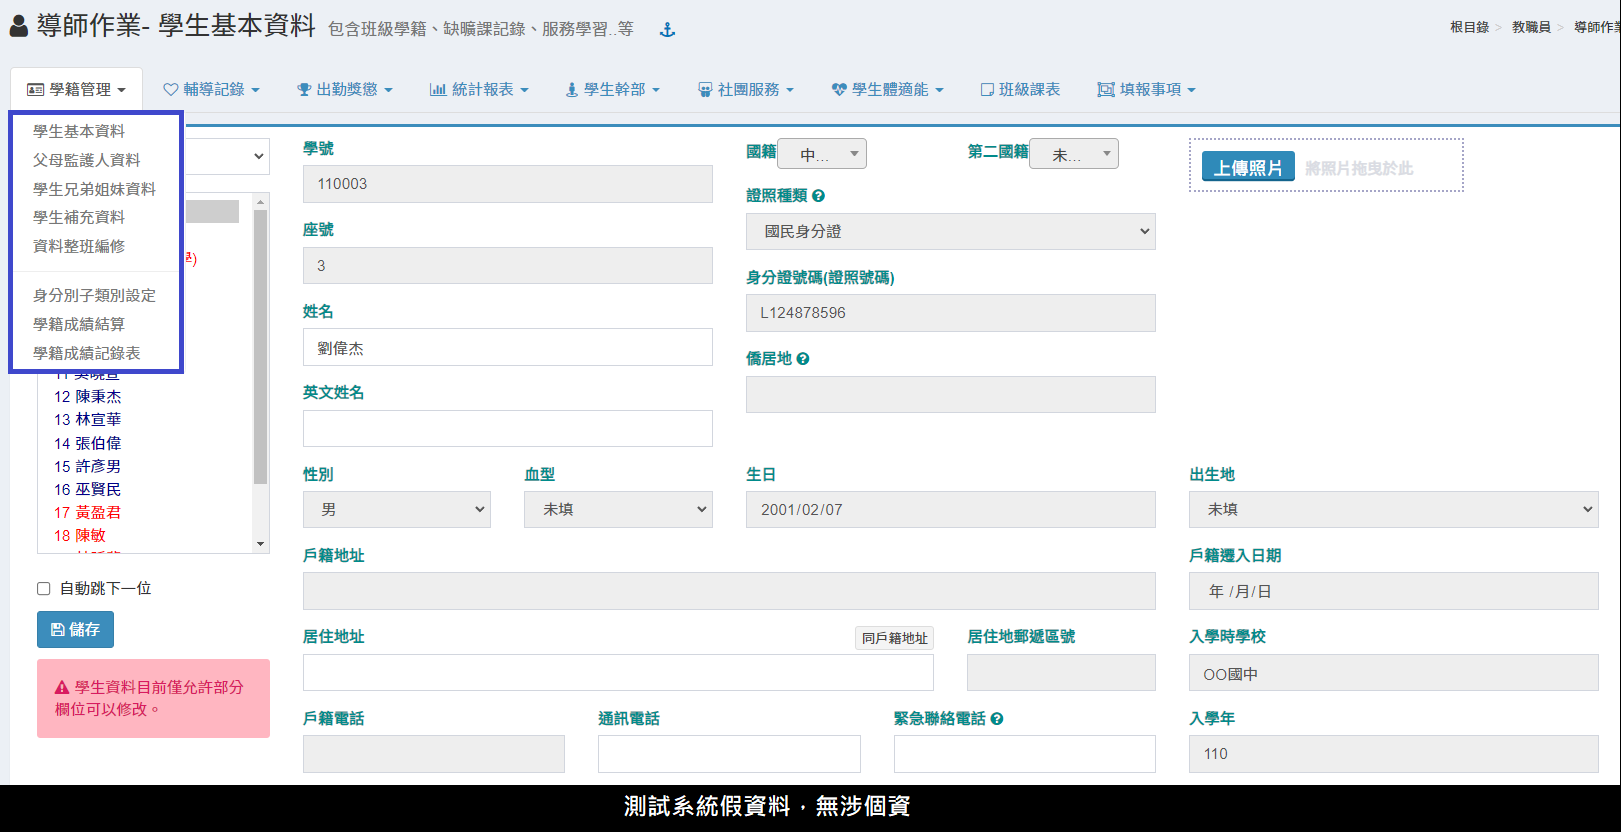 導師作業- 學生基本資料 包含班級學籍、缺曠課記錄、服務學習..等
根目錄 > 教職員 > 導師作業
學籍管理 輔導記錄 出勤獎懲 統計報表 學生幹部 社團服務 學生體適能 班級課表 填報事項
學生基本資料
父母監護人資料
學生兄弟姐妹資料
學生補充資料
資料整班編修
身分別子類別設定
學籍成績結算
學籍成績記錄表
12 陳秉杰
13 林宣華
14 張伯偉
15 許彥男
16 巫賢民
17 黃盈君
18 陳敏
自動跳下一位
儲存
學生資料目前僅允許部分
欄位可以修改。
學號
110003
座號
3
姓名
劉偉杰
英文姓名
國籍 中... 第二國籍 未...
證照種類
國民身分證
身分證號碼(證照號碼)
L124878596
僑居地
上傳照片 將照片拖曳於此
性別 血型 生日 出生地
男 未填 2001/02/07 未填
戶籍地址 戶籍遷入日期
年 /月/日
居住地址 同戶籍地址 居住地郵遞區號 入學時學校
OO國中
戶籍電話 通訊電話 緊急聯絡電話 入學年
110
測試系統假資料，無涉個資